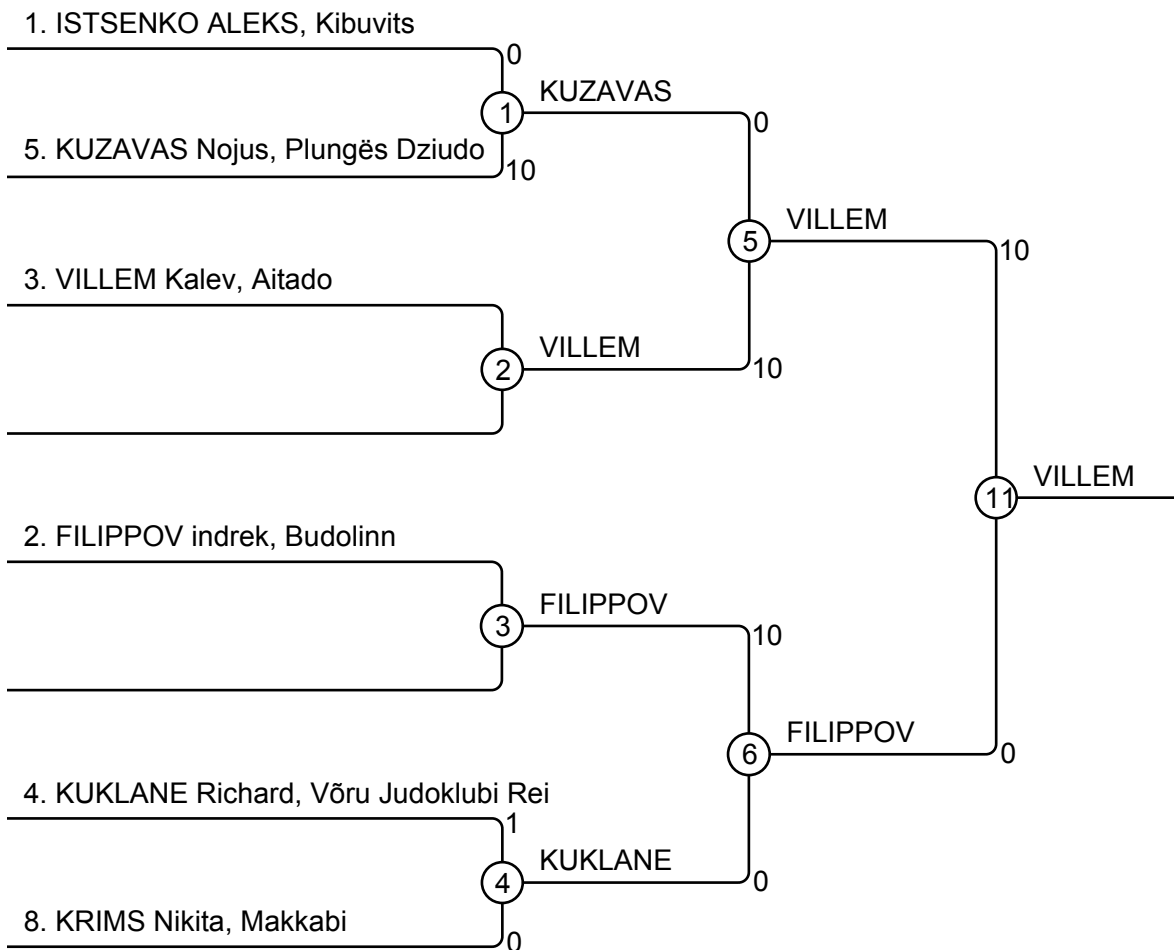 1. ISTSENKO ALEKS, Kibuvits
0
1
KUZAVAS
0
5. KUZAVAS Nojus, Plungës Dziudo
10
5
VILLEM
10
3. VILLEM Kalev, Aitado
2
VILLEM
10
11
VILLEM
2. FILIPPOV indrek, Budolinn
3
FILIPPOV
10
6
FILIPPOV
0
4. KUKLANE Richard, Võru Judoklubi Rei
1
4
KUKLANE
0
8. KRIMS Nikita, Makkabi
0